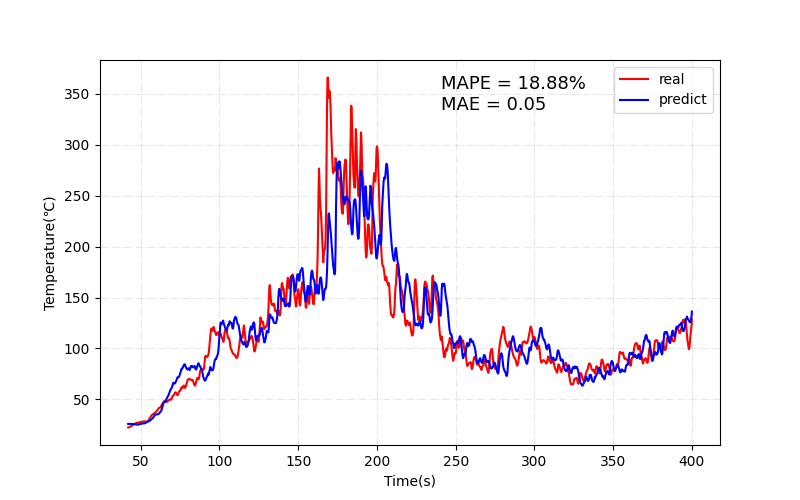 MAPE = 18.88%
MAE = 0.05
real
predict
Temperature(℃)
350
300
250
200
150
100
50
50 100 150 200 250 300 350 400
Time(s)